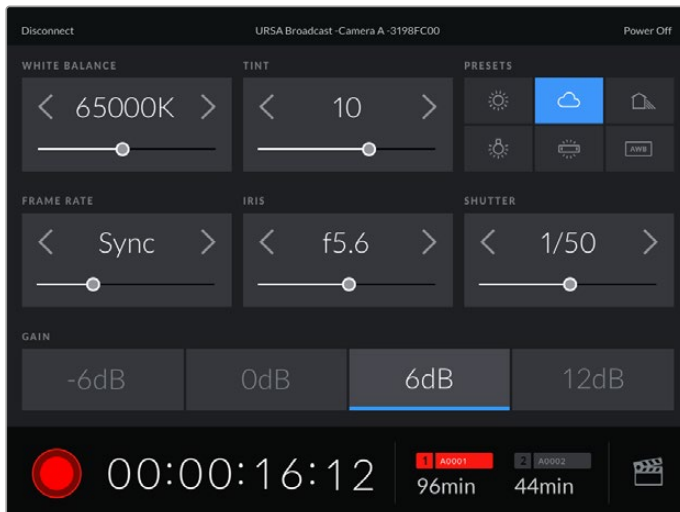 Disconnect URSA Broadcast -Camera A -3198FC00 Power Off
WHITE BALANCE TINT PRESETS
65000K 10
AWB
FRAME RATE IRIS SHUTTER
Sync f5.6 1/50
GAIN
-6dB 0dB 6dB 12dB
00:00:16:12
1 A0001 2 A0002
96min 44min